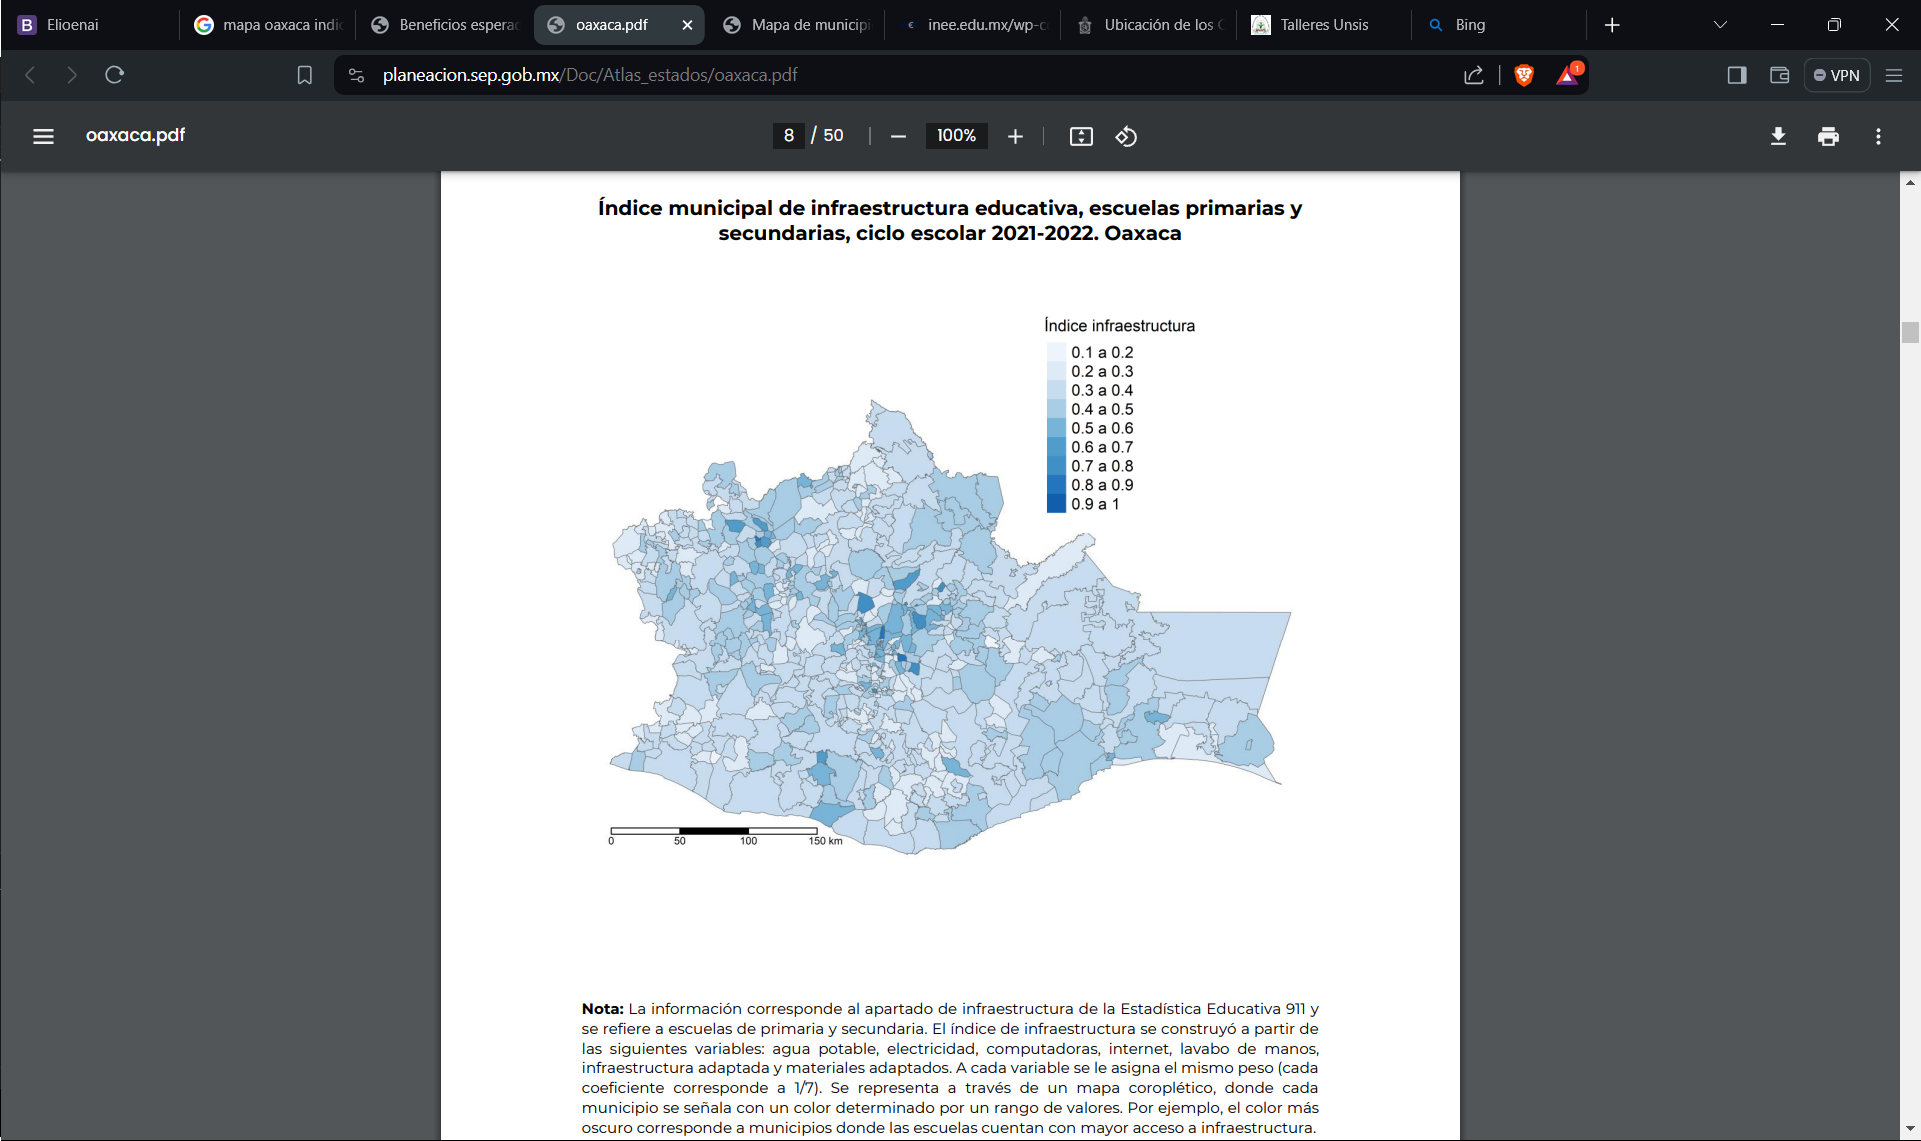 Elioenai
mapa oaxaca indi
Beneficios espera
oaxaca.pdf
Mapa de municipi
inee.edu.mx/wp-c
Ubicación de los
Talleres Unsis
Bing
planeacion.sep.gob.mx/Doc/Atlas_estados/oaxaca.pdf
1
VPN
oaxaca.pdf
8 / 50
100%
Índice municipal de infraestructura educativa, escuelas primarias y
secundarias, ciclo escolar 2021-2022. Oaxaca
Índice infraestructura
0.1 a 0.2
0.2 a 0.3
0.3 a 0.4
0.4 a 0.5
0.5 a 0.6
0.6 a 0.7
0.7 a 0.8
0.8 a 0.9
0.9 a 1
0 50 100 150 km
Nota: La información corresponde al apartado de infraestructura de la Estadística Educativa 911 y
se refiere a escuelas de primaria y secundaria. El índice de infraestructura se construyó a partir de
las siguientes variables: agua potable, electricidad, computadoras, internet, lavabo de manos,
infraestructura adaptada y materiales adaptados. A cada variable se le asigna el mismo peso (cada
coeficiente corresponde a 1/7). Se representa a través de un mapa coroplético, donde cada
municipio se señala con un color determinado por un rango de valores. Por ejemplo, el color más
oscuro corresponde a municipios donde las escuelas cuentan con mayor acceso a infraestructura.